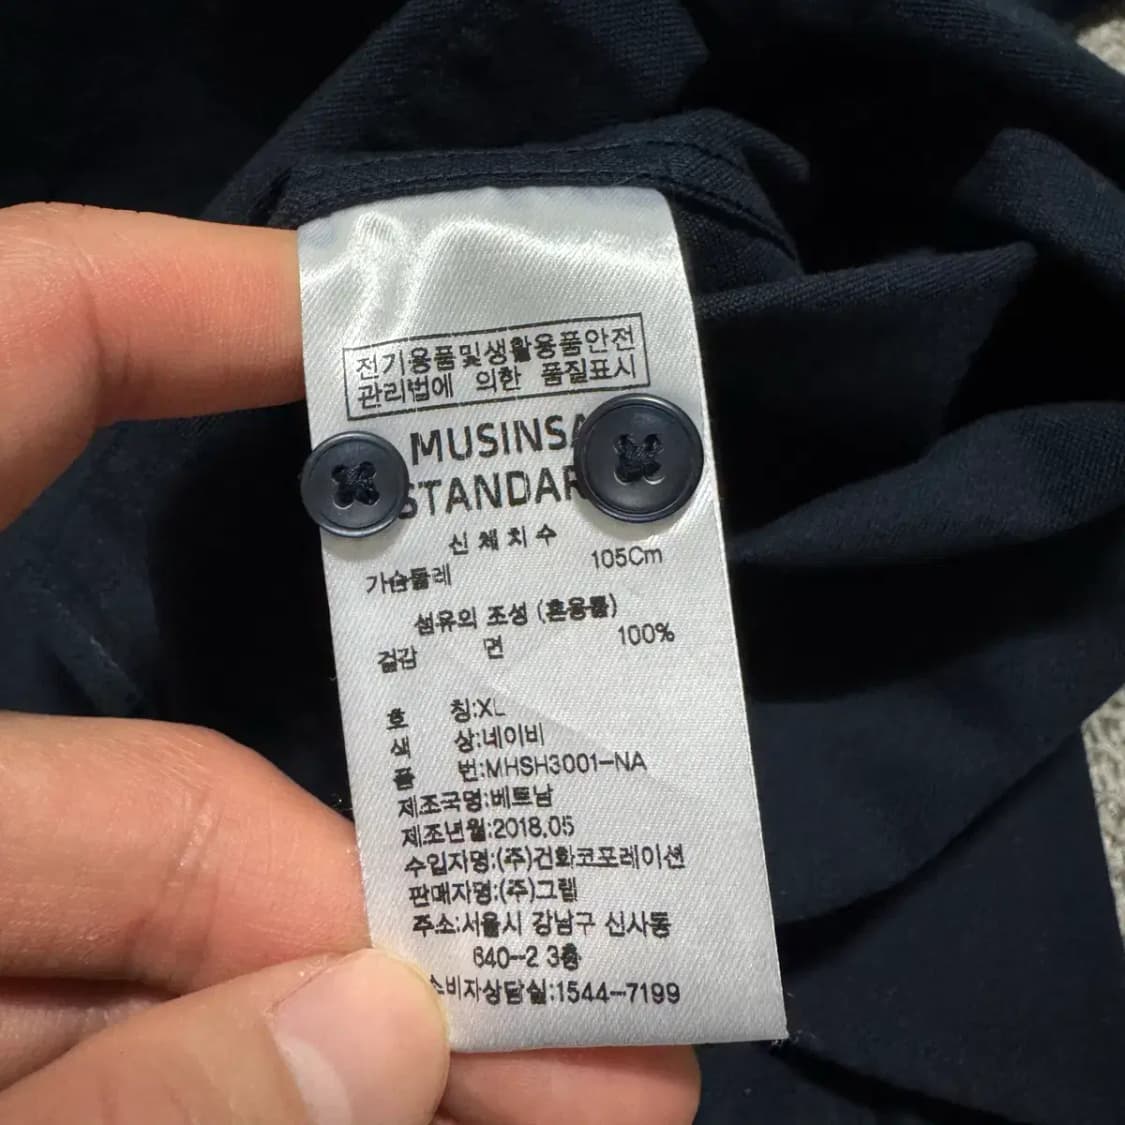 전기용품및생활용품안전
관리법에 의한 품질표시
MUSINSA
STANDAR
신체치수
가슴둘레 105Cm
섬유의 조성 (혼용률)
겉감 면 100%
호 칭:XL
색 상:네이비
품 번:MHSH3001-NA
제조국명:베트남
제조년월:2018.05
수입자명:(주)건화코포레이션
판매자명:(주)그랩
주소:서울시 강남구 신사동
640-2 3층
소비자상담실:1544-7199